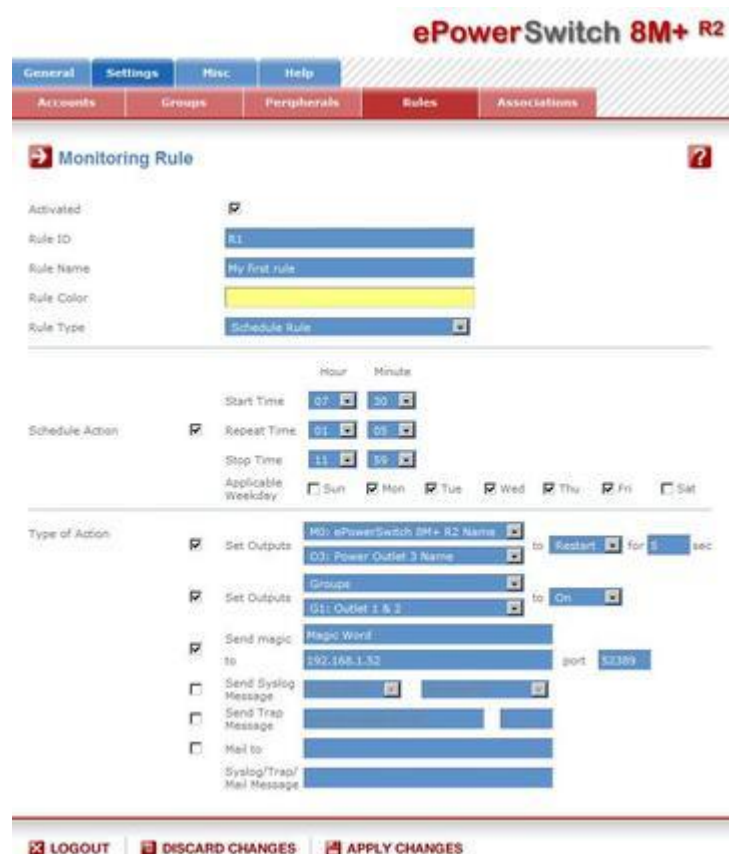 ePowerSwitch 8M+ R2
General Settings Misc Help
Accounts Groups Peripherals Rules Associations
Monitoring Rule ?
Activated
Rule ID R1
Rule Name My first rule
Rule Color
Rule Type Schedule Rule
Hour Minute
Start Time 07 30
Schedule Action Repeat Time 01 05
Stop Time 11 59
Applicable Weekday Sun Mon Tue Wed Thu Fri Sat
Type of Action Set Outputs M0: ePowerSwitch 8M+ R2 Name
O3: Power Outlet 3 Name to Restart for 5 sec
Set Outputs Groups
G1: Outlet 1 & 2 to On
Send magic Magic Word
to 192.168.1.52 port 52389
Send Syslog Message
Send Trap Message
Mail to
Syslog/Trap/
Mail Message
LOGOUT DISCARD CHANGES APPLY CHANGES